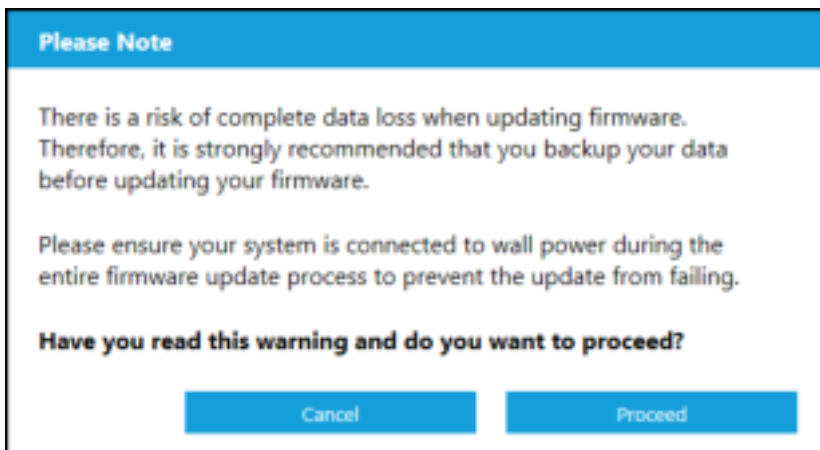 Please Note
There is a risk of complete data loss when updating firmware.
Therefore, it is strongly recommended that you backup your data
before updating your firmware.
Please ensure your system is connected to wall power during the
entire firmware update process to prevent the update from failing.
Have you read this warning and do you want to proceed?
Cancel Proceed